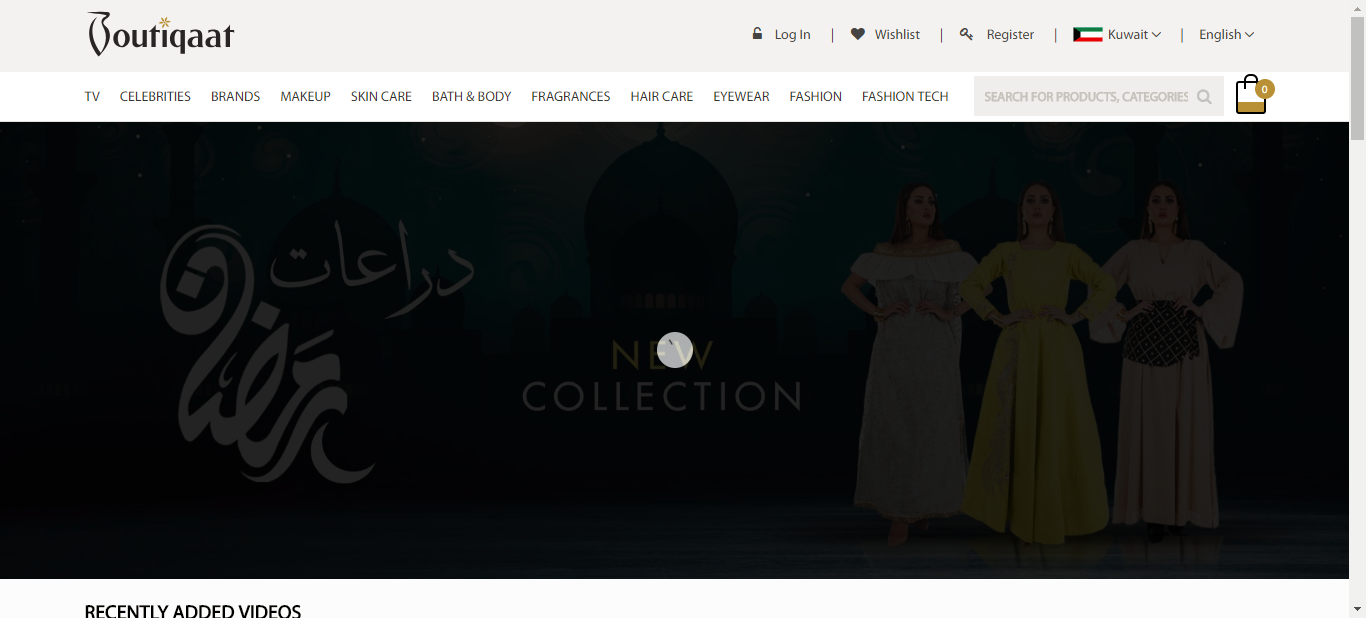 Boutiqaat
Log In | Wishlist | Register | Kuwait | English
TV CELEBRITIES BRANDS MAKEUP SKIN CARE BATH & BODY FRAGRANCES HAIR CARE EYEWEAR FASHION FASHION TECH SEARCH FOR PRODUCTS, CATEGORIES 0
دراعات
رمضان
NEW
COLLECTION
RECENTLY ADDED VIDEOS